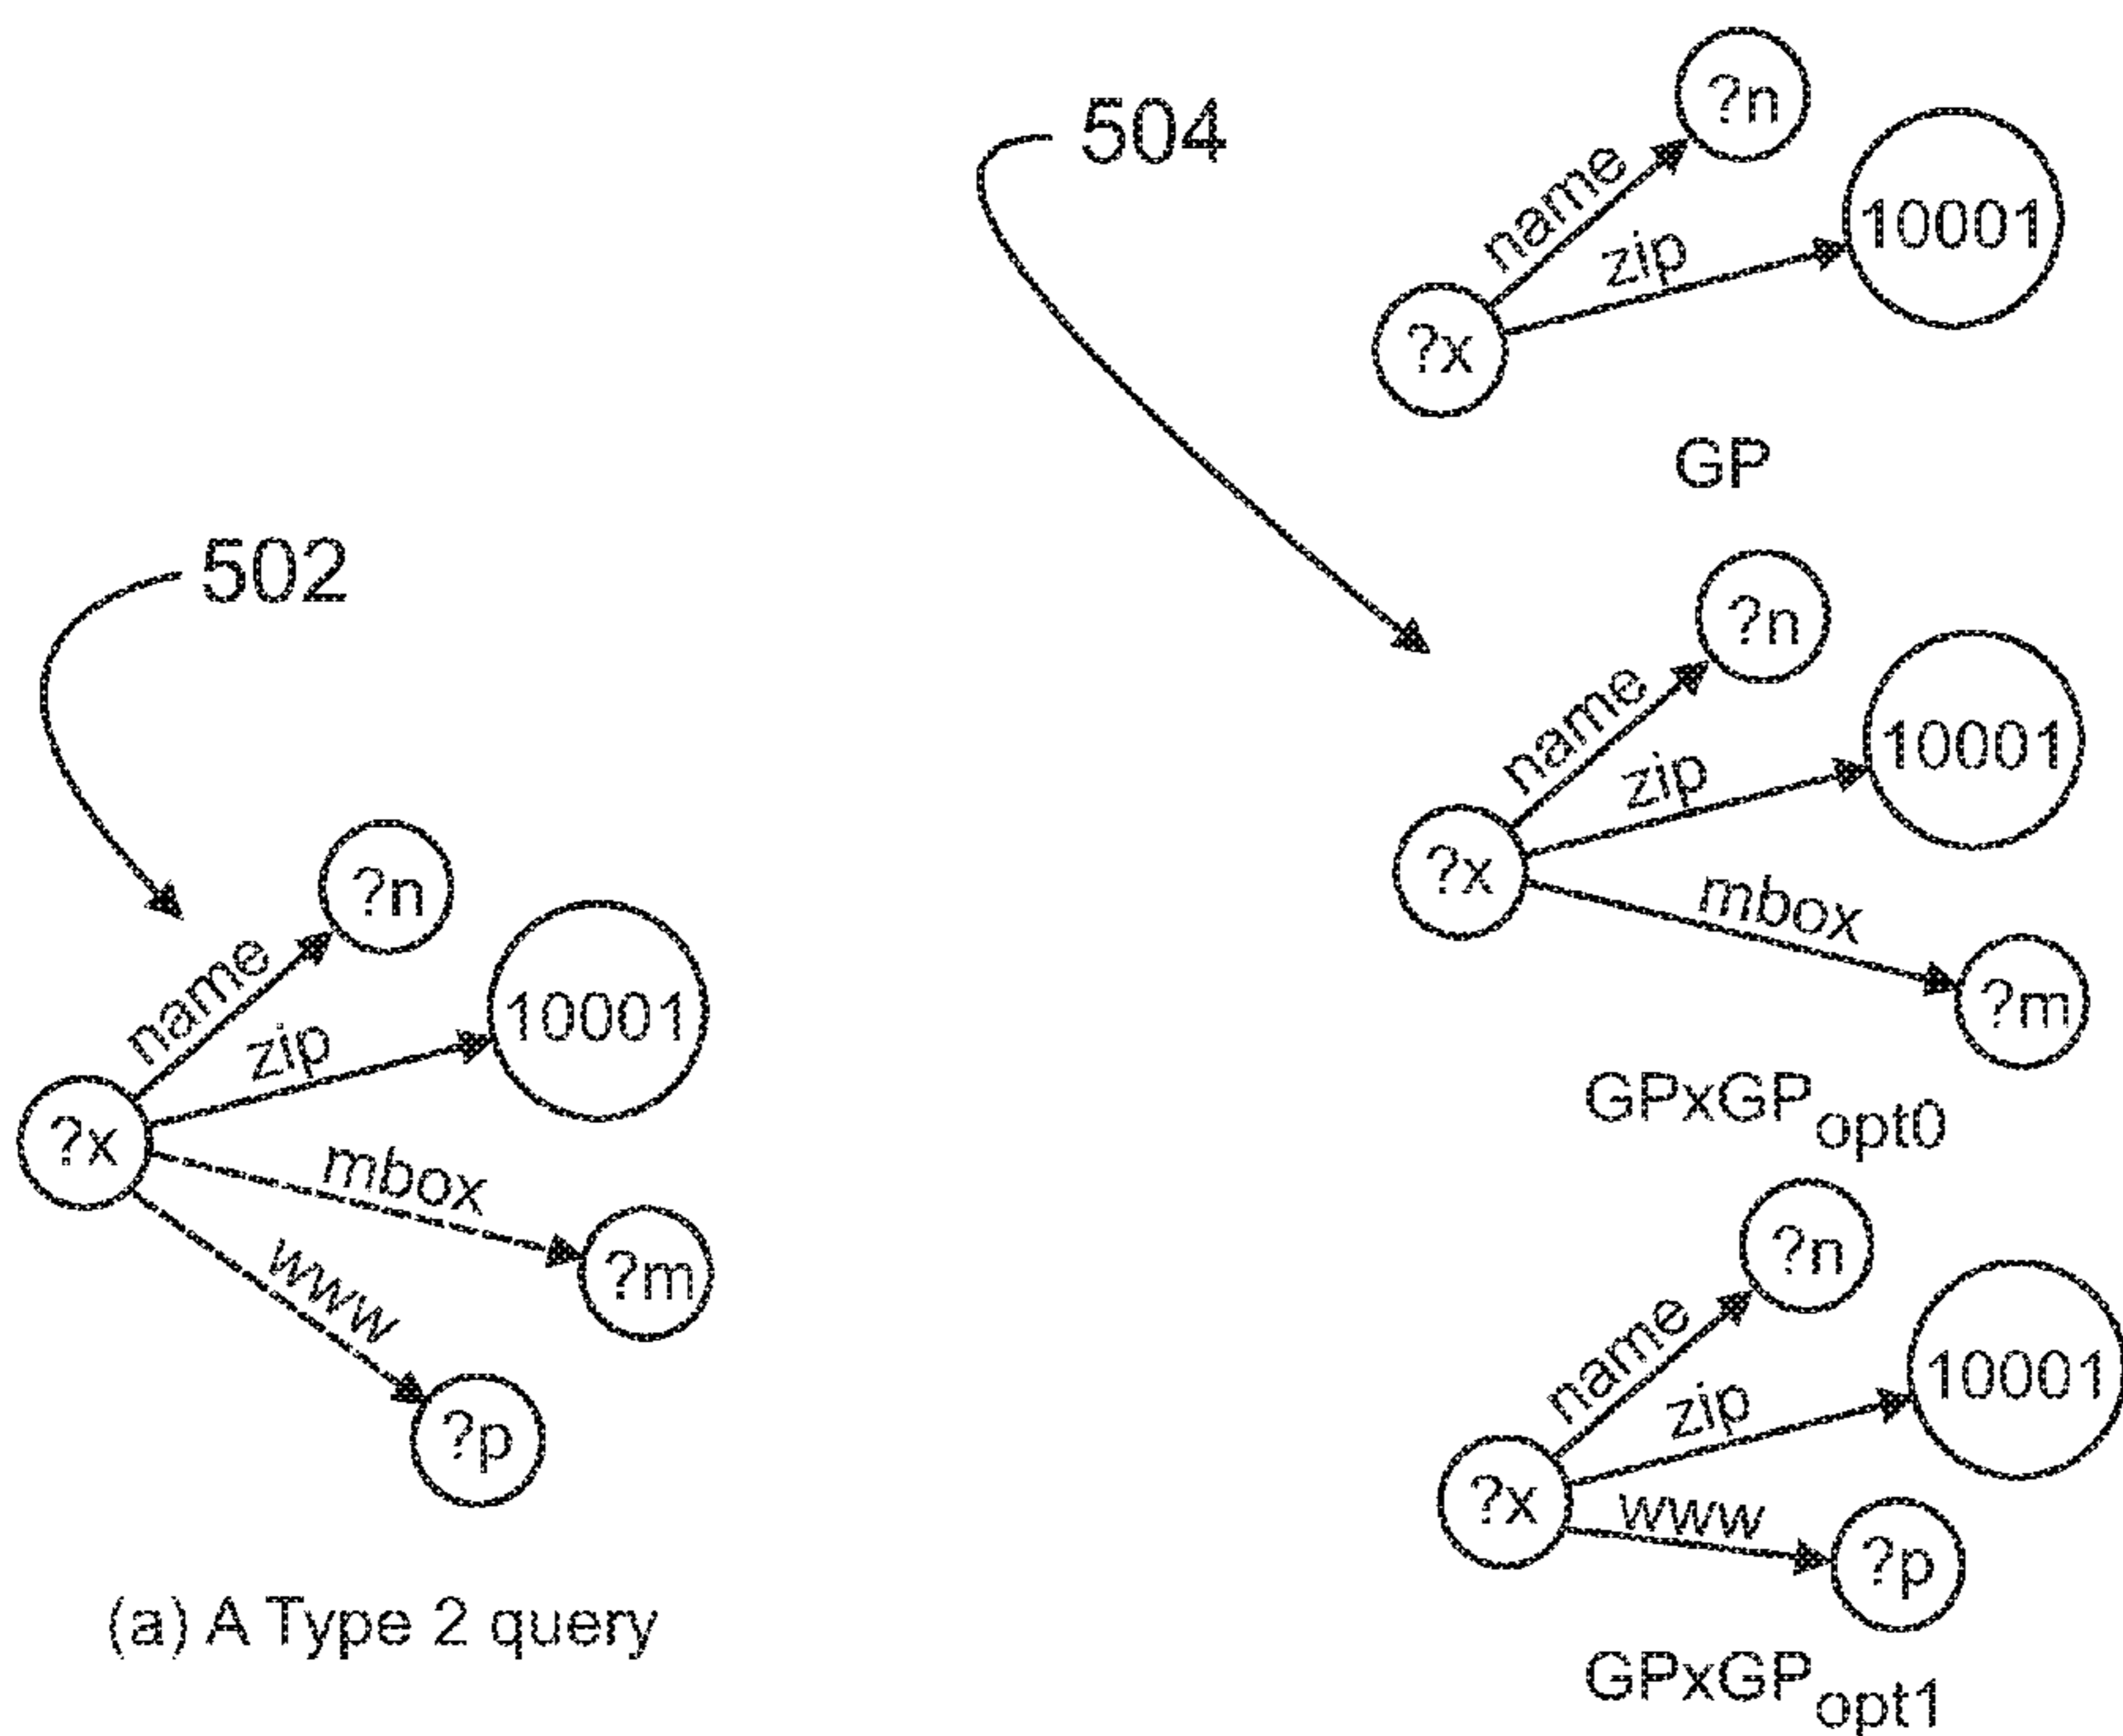 502
?n
name
10001
zip
?x
mbox
?m
www
?p
(a) A Type 2 query
504
?n
name
10001
zip
?x
GP
?n
name
10001
zip
?x
mbox
?m
GPxGPopt0
?n
name
10001
zip
?x
www
?p
GPxGPopt1